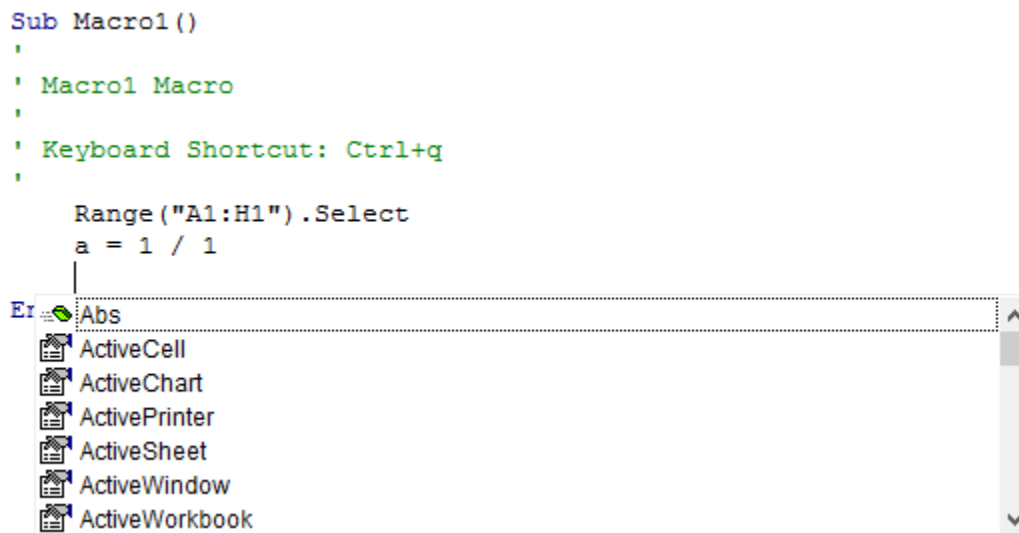 Sub Macro1()
'
' Macro1 Macro
'
' Keyboard Shortcut: Ctrl+q
'
Range("A1:H1").Select
a = 1 / 1
Abs
ActiveCell
ActiveChart
ActivePrinter
ActiveSheet
ActiveWindow
ActiveWorkbook